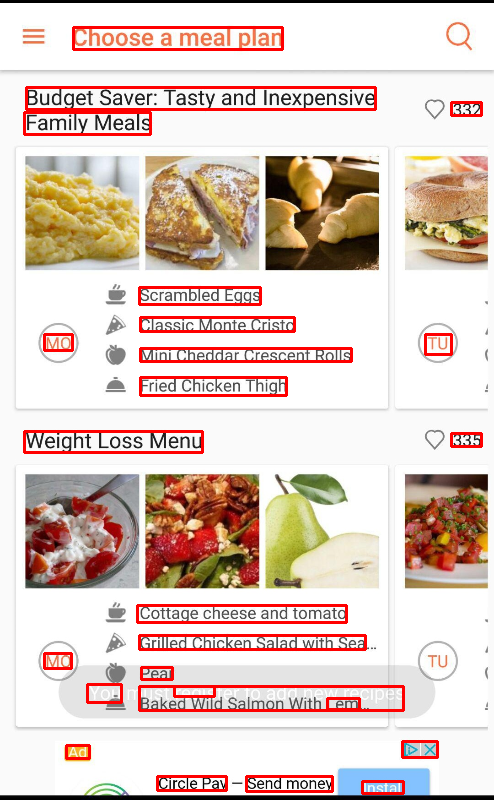 Choose a meal plan
Budget Saver: Tasty and Inexpensive
Family Meals
332
Scrambled Eggs
Classic Monte Cristo
MO
TU
Mini Cheddar Crescent Rolls
Fried Chicken Thigh
Weight Loss Menu
335
Cottage cheese and tomato
Grilled Chicken Salad with Sea...
MO
TU
Pear
You must register to add new recipes
Baked Wild Salmon With Lem...
Ad
Circle Pay – Send money
Install